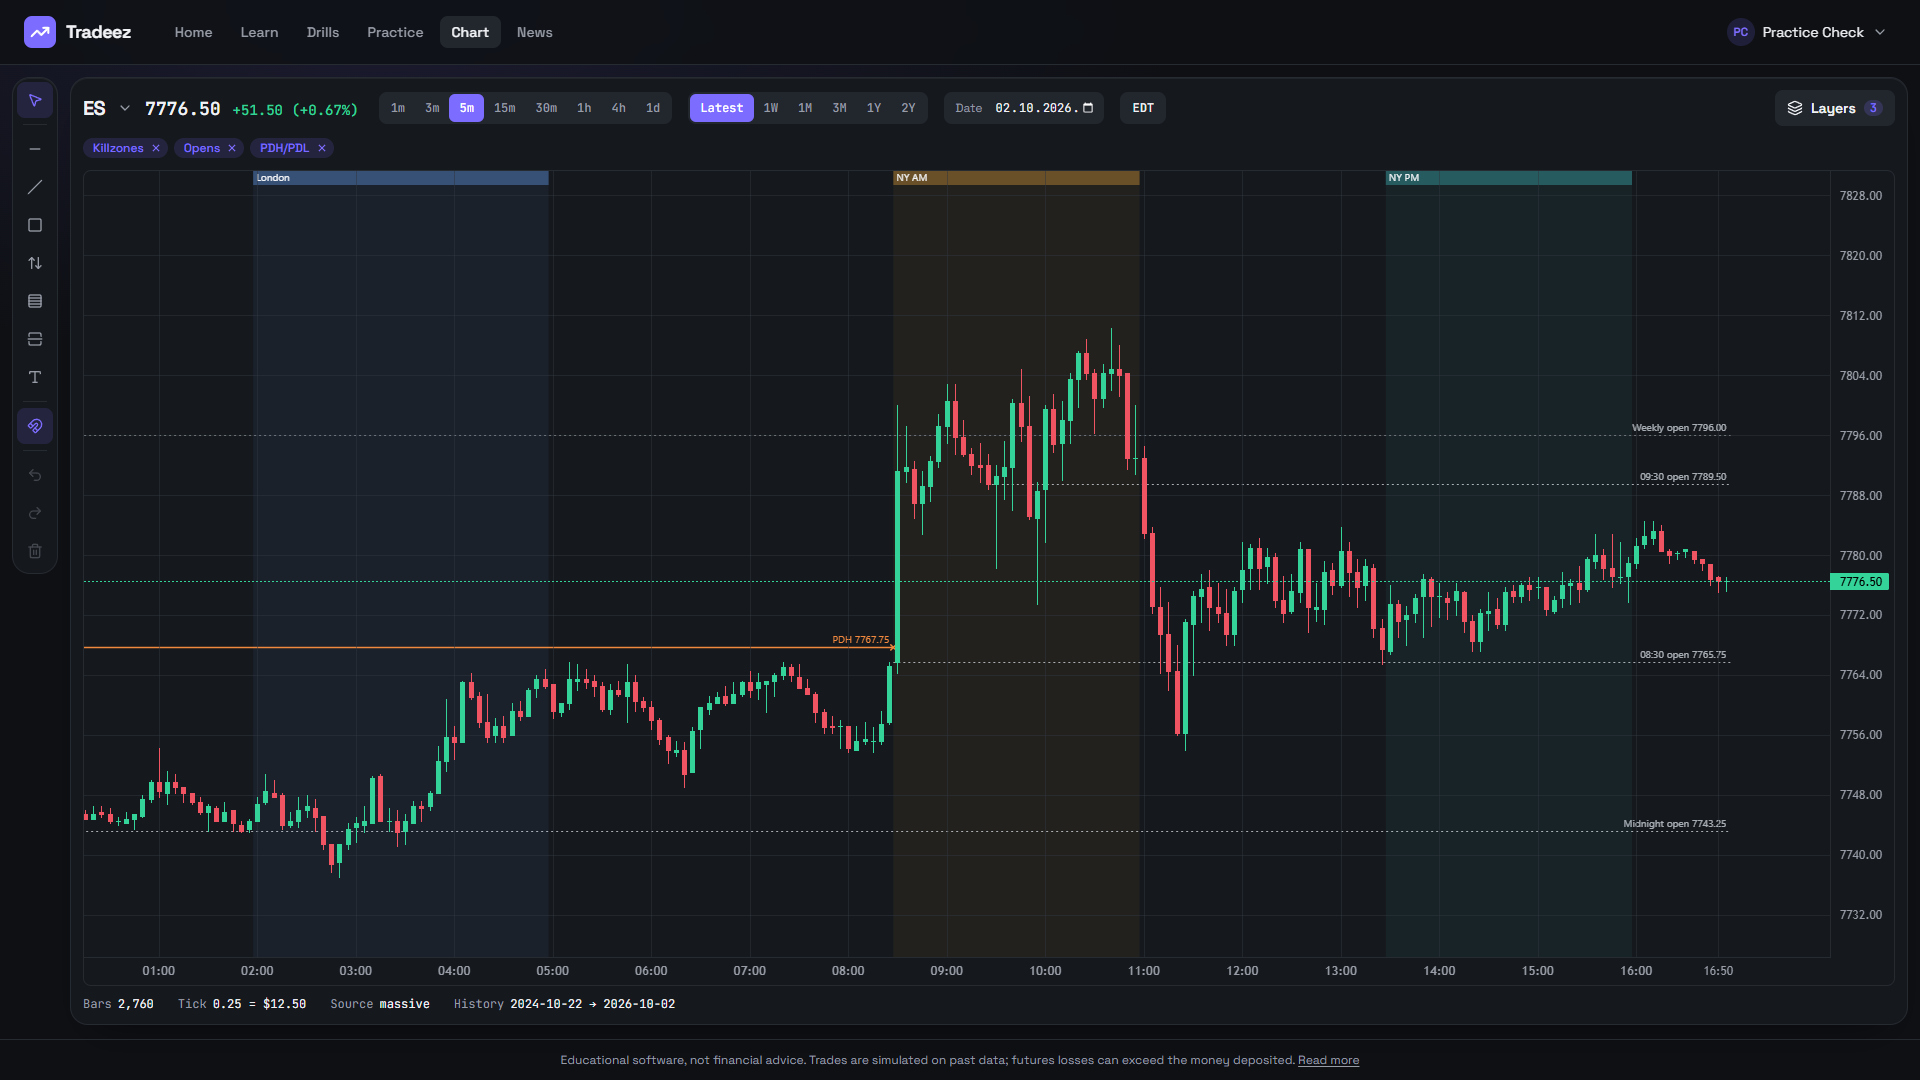 Tradeez Home Learn Drills Practice Chart News PC Practice Check
ES 7776.50 +51.50 (+0.67%) 1m 3m 5m 15m 30m 1h 4h 1d Latest 1W 1M 3M 1Y 2Y Date 02.10.2026. EDT Layers 3
Killzones × Opens × PDH/PDL ×
London NY AM NY PM
7828.00
7820.00
7812.00
7804.00
Weekly open 7796.00
7796.00
09:30 open 7789.50
7788.00
7780.00
7776.50
7772.00
PDH 7767.75
08:30 open 7765.75
7764.00
7756.00
7748.00
Midnight open 7743.25
7740.00
7732.00
01:00 02:00 03:00 04:00 05:00 06:00 07:00 08:00 09:00 10:00 11:00 12:00 13:00 14:00 15:00 16:00 16:50
Bars 2,760 Tick 0.25 = $12.50 Source massive History 2024-10-22 → 2026-10-02
Educational software, not financial advice. Trades are simulated on past data; futures losses can exceed the money deposited. Read more